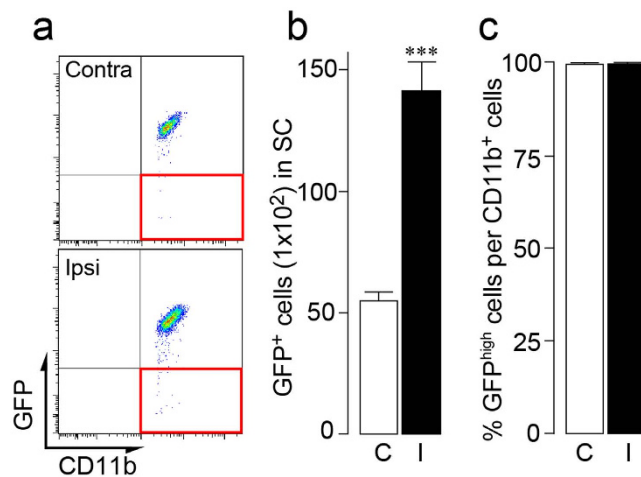 a
Contra
Ipsi
GFP
CD11b
b
GFP+ cells (1x10²) in SC
150
100
50
0
***
C I
c
% GFPhigh cells per CD11b+ cells
100
75
50
25
0
C I